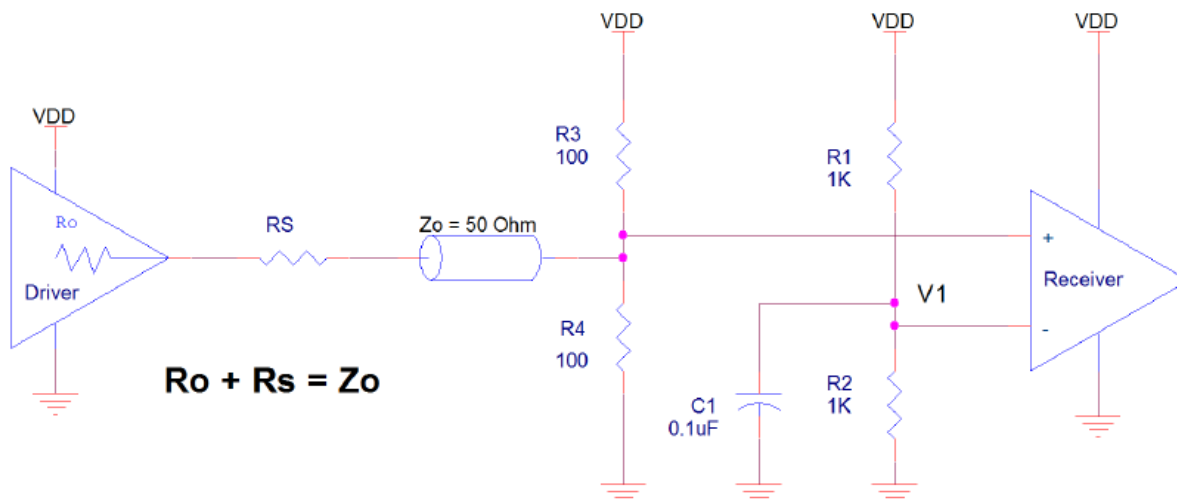 VDD
VDD
VDD
VDD
R3
100
R1
1K
Ro
RS
Zo = 50 Ohm
+
Driver
V1
Receiver
-
R4
100
Ro + Rs = Zo
R2
1K
C1
0.1uF